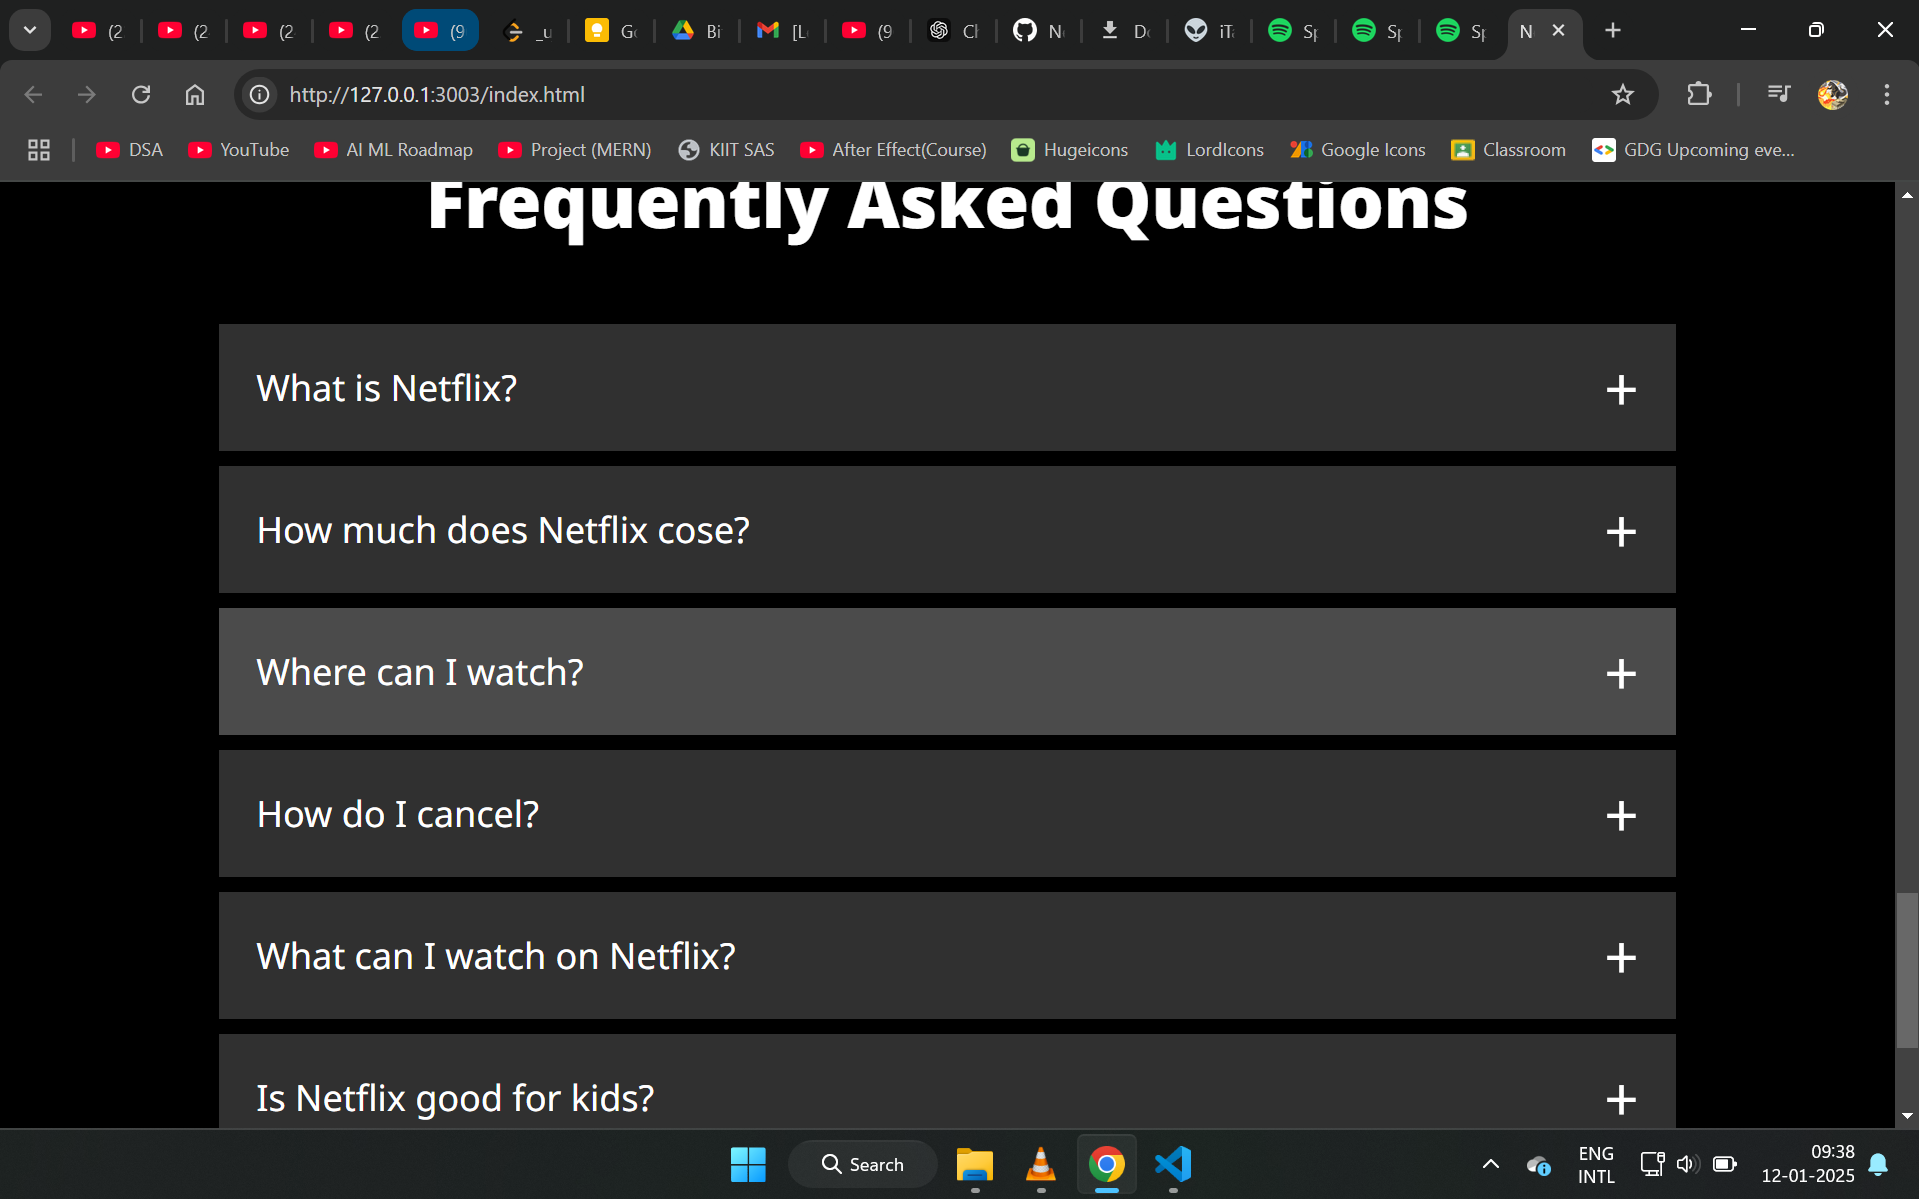 (2 (2 (2 (2 (9 _u G Bi [L (9 Cl N D iT Sp Sp Sp N
http://127.0.0.1:3003/index.html
DSA YouTube AI ML Roadmap Project (MERN) KIIT SAS After Effect(Course) Hugeicons LordIcons Google Icons Classroom GDG Upcoming eve...
Frequently Asked Questions
What is Netflix? +
How much does Netflix cose? +
Where can I watch? +
How do I cancel? +
What can I watch on Netflix? +
Is Netflix good for kids? +
Search
ENG
INTL
09:38
12-01-2025